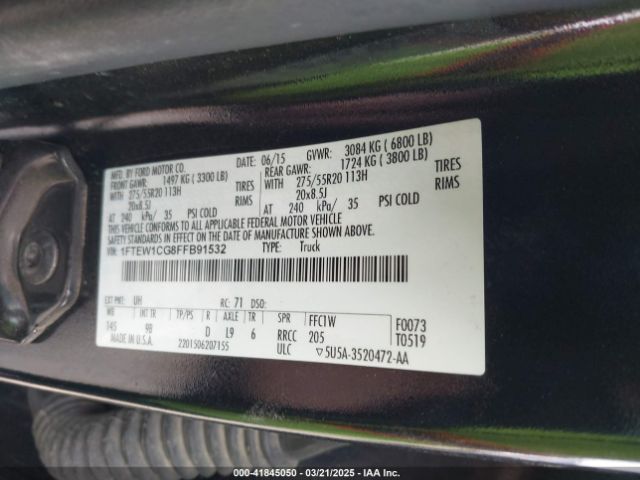 MFD. BY FORD MOTOR CO.
DATE: 06/15 GVWR: 3084 KG ( 6800 LB)
FRONT GAWR: 1497 KG ( 3300 LB) REAR GAWR: 1724 KG ( 3800 LB)
WITH 275/55R20 113H TIRES WITH 275/55R20 113H TIRES
20x8.5J RIMS 20x8.5J RIMS
AT 240 kPa/ 35 PSI COLD AT 240 kPa/ 35 PSI COLD
THIS VEHICLE CONFORMS TO ALL APPLICABLE FEDERAL MOTOR VEHICLE
SAFETY AND THEFT PREVENTION STANDARDS IN EFFECT ON THE DATE OF MANUFACTURE SHOWN ABOVE.
VIN: 1FTEW1CG8FFB91532 TYPE: Truck
EXT PNT: UH RC: 71 DSO:
WB INT TR TP/PS R AXLE TR SPR FFC1W F0073
145 9B D L9 6 RRCC 205 T0519
MADE IN U.S.A. 2201506207155 ULC ▽5U5A-3520472-AA
000-41845050 - 03/21/2025 - IAA Inc.